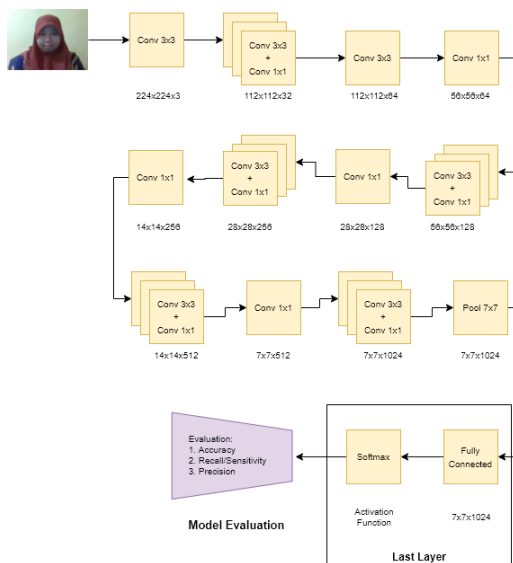 Conv 3x3
224x224x3
Conv 3x3
+
Conv 1x1
112x112x32
Conv 3x3
112x112x64
Conv 1x1
56x56x64
Conv 3x3
+
Conv 1x1
56x56x128
Conv 1x1
28x28x128
Conv 3x3
+
Conv 1x1
28x28x256
Conv 1x1
14x14x256
Conv 3x3
+
Conv 1x1
14x14x512
Conv 1x1
7x7x512
Conv 3x3
+
Conv 1x1
7x7x1024
Pool 7x7
7x7x1024
Fully
Connected
7x7x1024
Softmax
Activation
Function
Last Layer
Evaluation:
1. Accuracy
2. Recall/Sensitivity
3. Precision
Model Evaluation